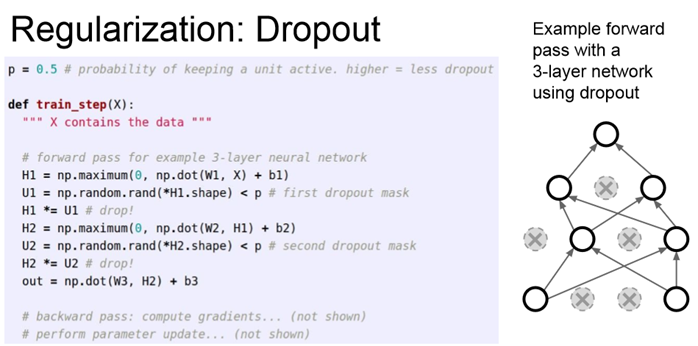 Regularization: Dropout
p = 0.5 # probability of keeping a unit active. higher = less dropout
def train_step(X):
""" X contains the data """
# forward pass for example 3-layer neural network
H1 = np.maximum(0, np.dot(W1, X) + b1)
U1 = np.random.rand(*H1.shape) < p # first dropout mask
H1 *= U1 # drop!
H2 = np.maximum(0, np.dot(W2, H1) + b2)
U2 = np.random.rand(*H2.shape) < p # second dropout mask
H2 *= U2 # drop!
out = np.dot(W3, H2) + b3
# backward pass: compute gradients... (not shown)
# perform parameter update... (not shown)
Example forward
pass with a
3-layer network
using dropout